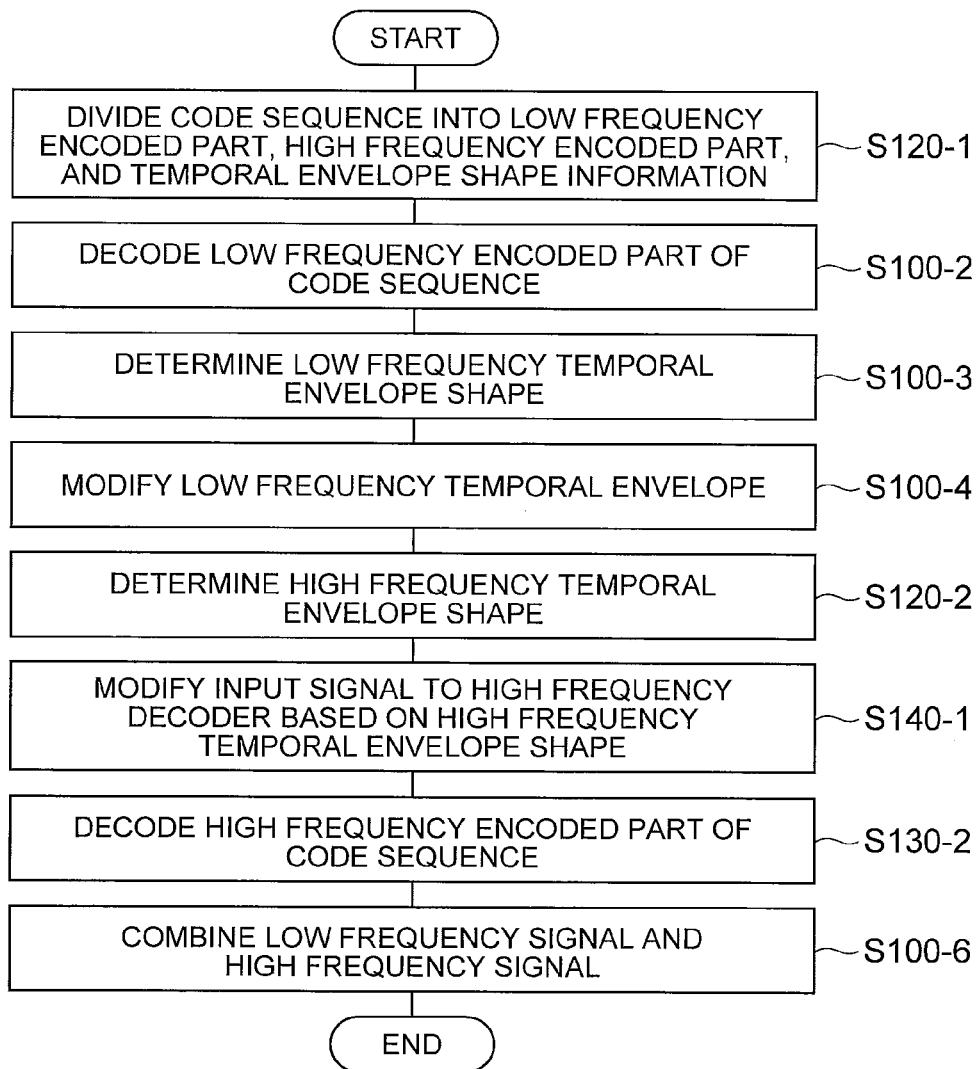 START
DIVIDE CODE SEQUENCE INTO LOW FREQUENCY
ENCODED PART, HIGH FREQUENCY ENCODED PART,
AND TEMPORAL ENVELOPE SHAPE INFORMATION
S120-1
DECODE LOW FREQUENCY ENCODED PART OF
CODE SEQUENCE
S100-2
DETERMINE LOW FREQUENCY TEMPORAL
ENVELOPE SHAPE
S100-3
MODIFY LOW FREQUENCY TEMPORAL ENVELOPE
S100-4
DETERMINE HIGH FREQUENCY TEMPORAL
ENVELOPE SHAPE
S120-2
MODIFY INPUT SIGNAL TO HIGH FREQUENCY
DECODER BASED ON HIGH FREQUENCY
TEMPORAL ENVELOPE SHAPE
S140-1
DECODE HIGH FREQUENCY ENCODED PART OF
CODE SEQUENCE
S130-2
COMBINE LOW FREQUENCY SIGNAL AND
HIGH FREQUENCY SIGNAL
S100-6
END